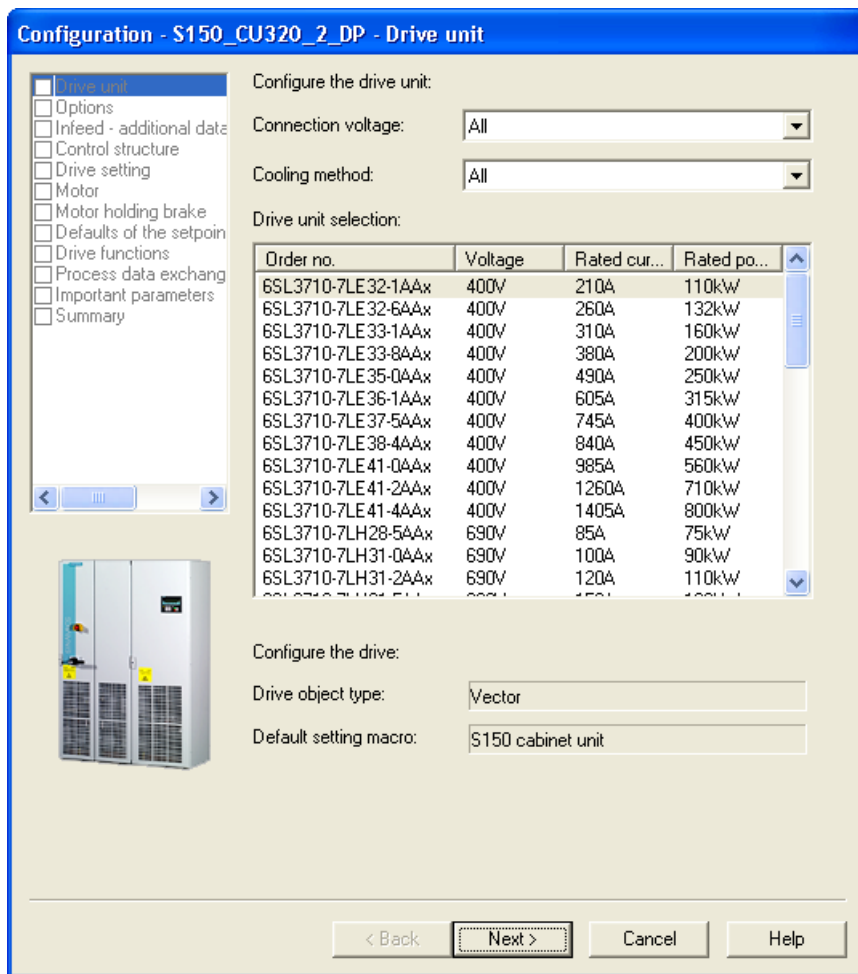 Configuration - S150_CU320_2_DP - Drive unit
Drive unit
Options
Infeed - additional data
Control structure
Drive setting
Motor
Motor holding brake
Defaults of the setpoin
Drive functions
Process data exchang
Important parameters
Summary
Configure the drive unit:
Connection voltage: All
Cooling method: All
Drive unit selection:
Order no. Voltage Rated cur... Rated po...
6SL3710-7LE32-1AAx 400V 210A 110kW
6SL3710-7LE32-6AAx 400V 260A 132kW
6SL3710-7LE33-1AAx 400V 310A 160kW
6SL3710-7LE33-8AAx 400V 380A 200kW
6SL3710-7LE35-0AAx 400V 490A 250kW
6SL3710-7LE36-1AAx 400V 605A 315kW
6SL3710-7LE37-5AAx 400V 745A 400kW
6SL3710-7LE38-4AAx 400V 840A 450kW
6SL3710-7LE41-0AAx 400V 985A 560kW
6SL3710-7LE41-2AAx 400V 1260A 710kW
6SL3710-7LE41-4AAx 400V 1405A 800kW
6SL3710-7LH28-5AAx 690V 85A 75kW
6SL3710-7LH31-0AAx 690V 100A 90kW
6SL3710-7LH31-2AAx 690V 120A 110kW
Configure the drive:
Drive object type: Vector
Default setting macro: S150 cabinet unit
< Back Next > Cancel Help